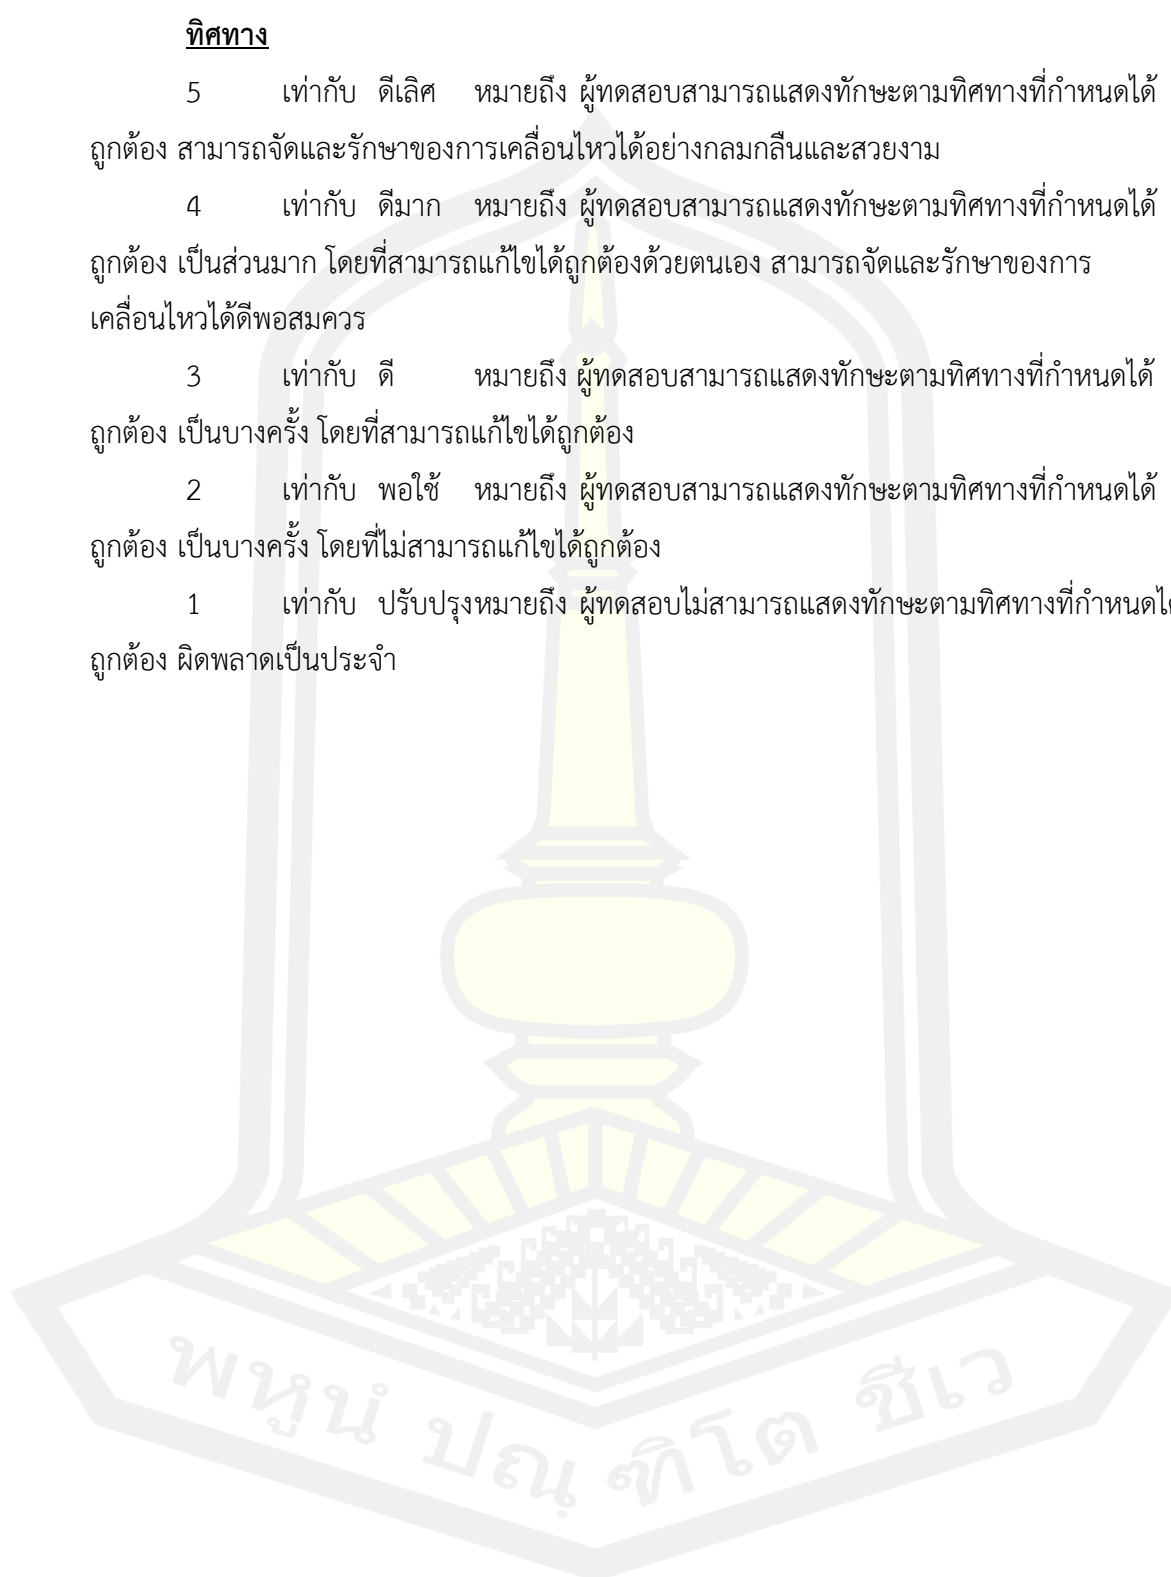 ทิศทาง
5 เท่ากับ ดีเลิศ หมายถึง ผู้ทดสอบสามารถแสดงทักษะตามทิศทางที่กำหนดได้
ถูกต้อง สามารถจัดและรักษาของการเคลื่อนไหวได้อย่างกลมกลืนและสวยงาม
4 เท่ากับ ดีมาก หมายถึง ผู้ทดสอบสามารถแสดงทักษะตามทิศทางที่กำหนดได้
ถูกต้อง เป็นส่วนมาก โดยที่สามารถแก้ไขได้ถูกต้องด้วยตนเอง สามารถจัดและรักษาของการ
เคลื่อนไหวได้ดีพอสมควร
3 เท่ากับ ดี หมายถึง ผู้ทดสอบสามารถแสดงทักษะตามทิศทางที่กำหนดได้
ถูกต้อง เป็นบางครั้ง โดยที่สามารถแก้ไขได้ถูกต้อง
2 เท่ากับ พอใช้ หมายถึง ผู้ทดสอบสามารถแสดงทักษะตามทิศทางที่กำหนดได้
ถูกต้อง เป็นบางครั้ง โดยที่ไม่สามารถแก้ไขได้ถูกต้อง
1 เท่ากับ ปรับปรุงหมายถึง ผู้ทดสอบไม่สามารถแสดงทักษะตามทิศทางที่กำหนดได้
ถูกต้อง ผิดพลาดเป็นประจำ
พหูนํ ปณฺฑิโต ชีเว